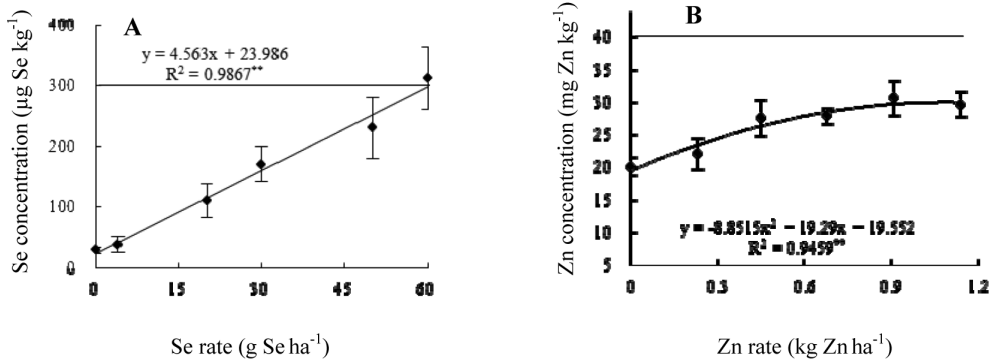 A
y = 4.563x + 23.986
R² = 0.9867**
Se concentration (µg Se kg⁻¹)
400
300
200
100
0
0 15 30 45 60
Se rate (g Se ha⁻¹)
B
y = -8.8515x² - 19.29x - 19.552
R² = 0.9459**
Zn concentration (mg Zn kg⁻¹)
40
35
30
25
20
15
10
5
0 0.3 0.6 0.9 1.2
Zn rate (kg Zn ha⁻¹)